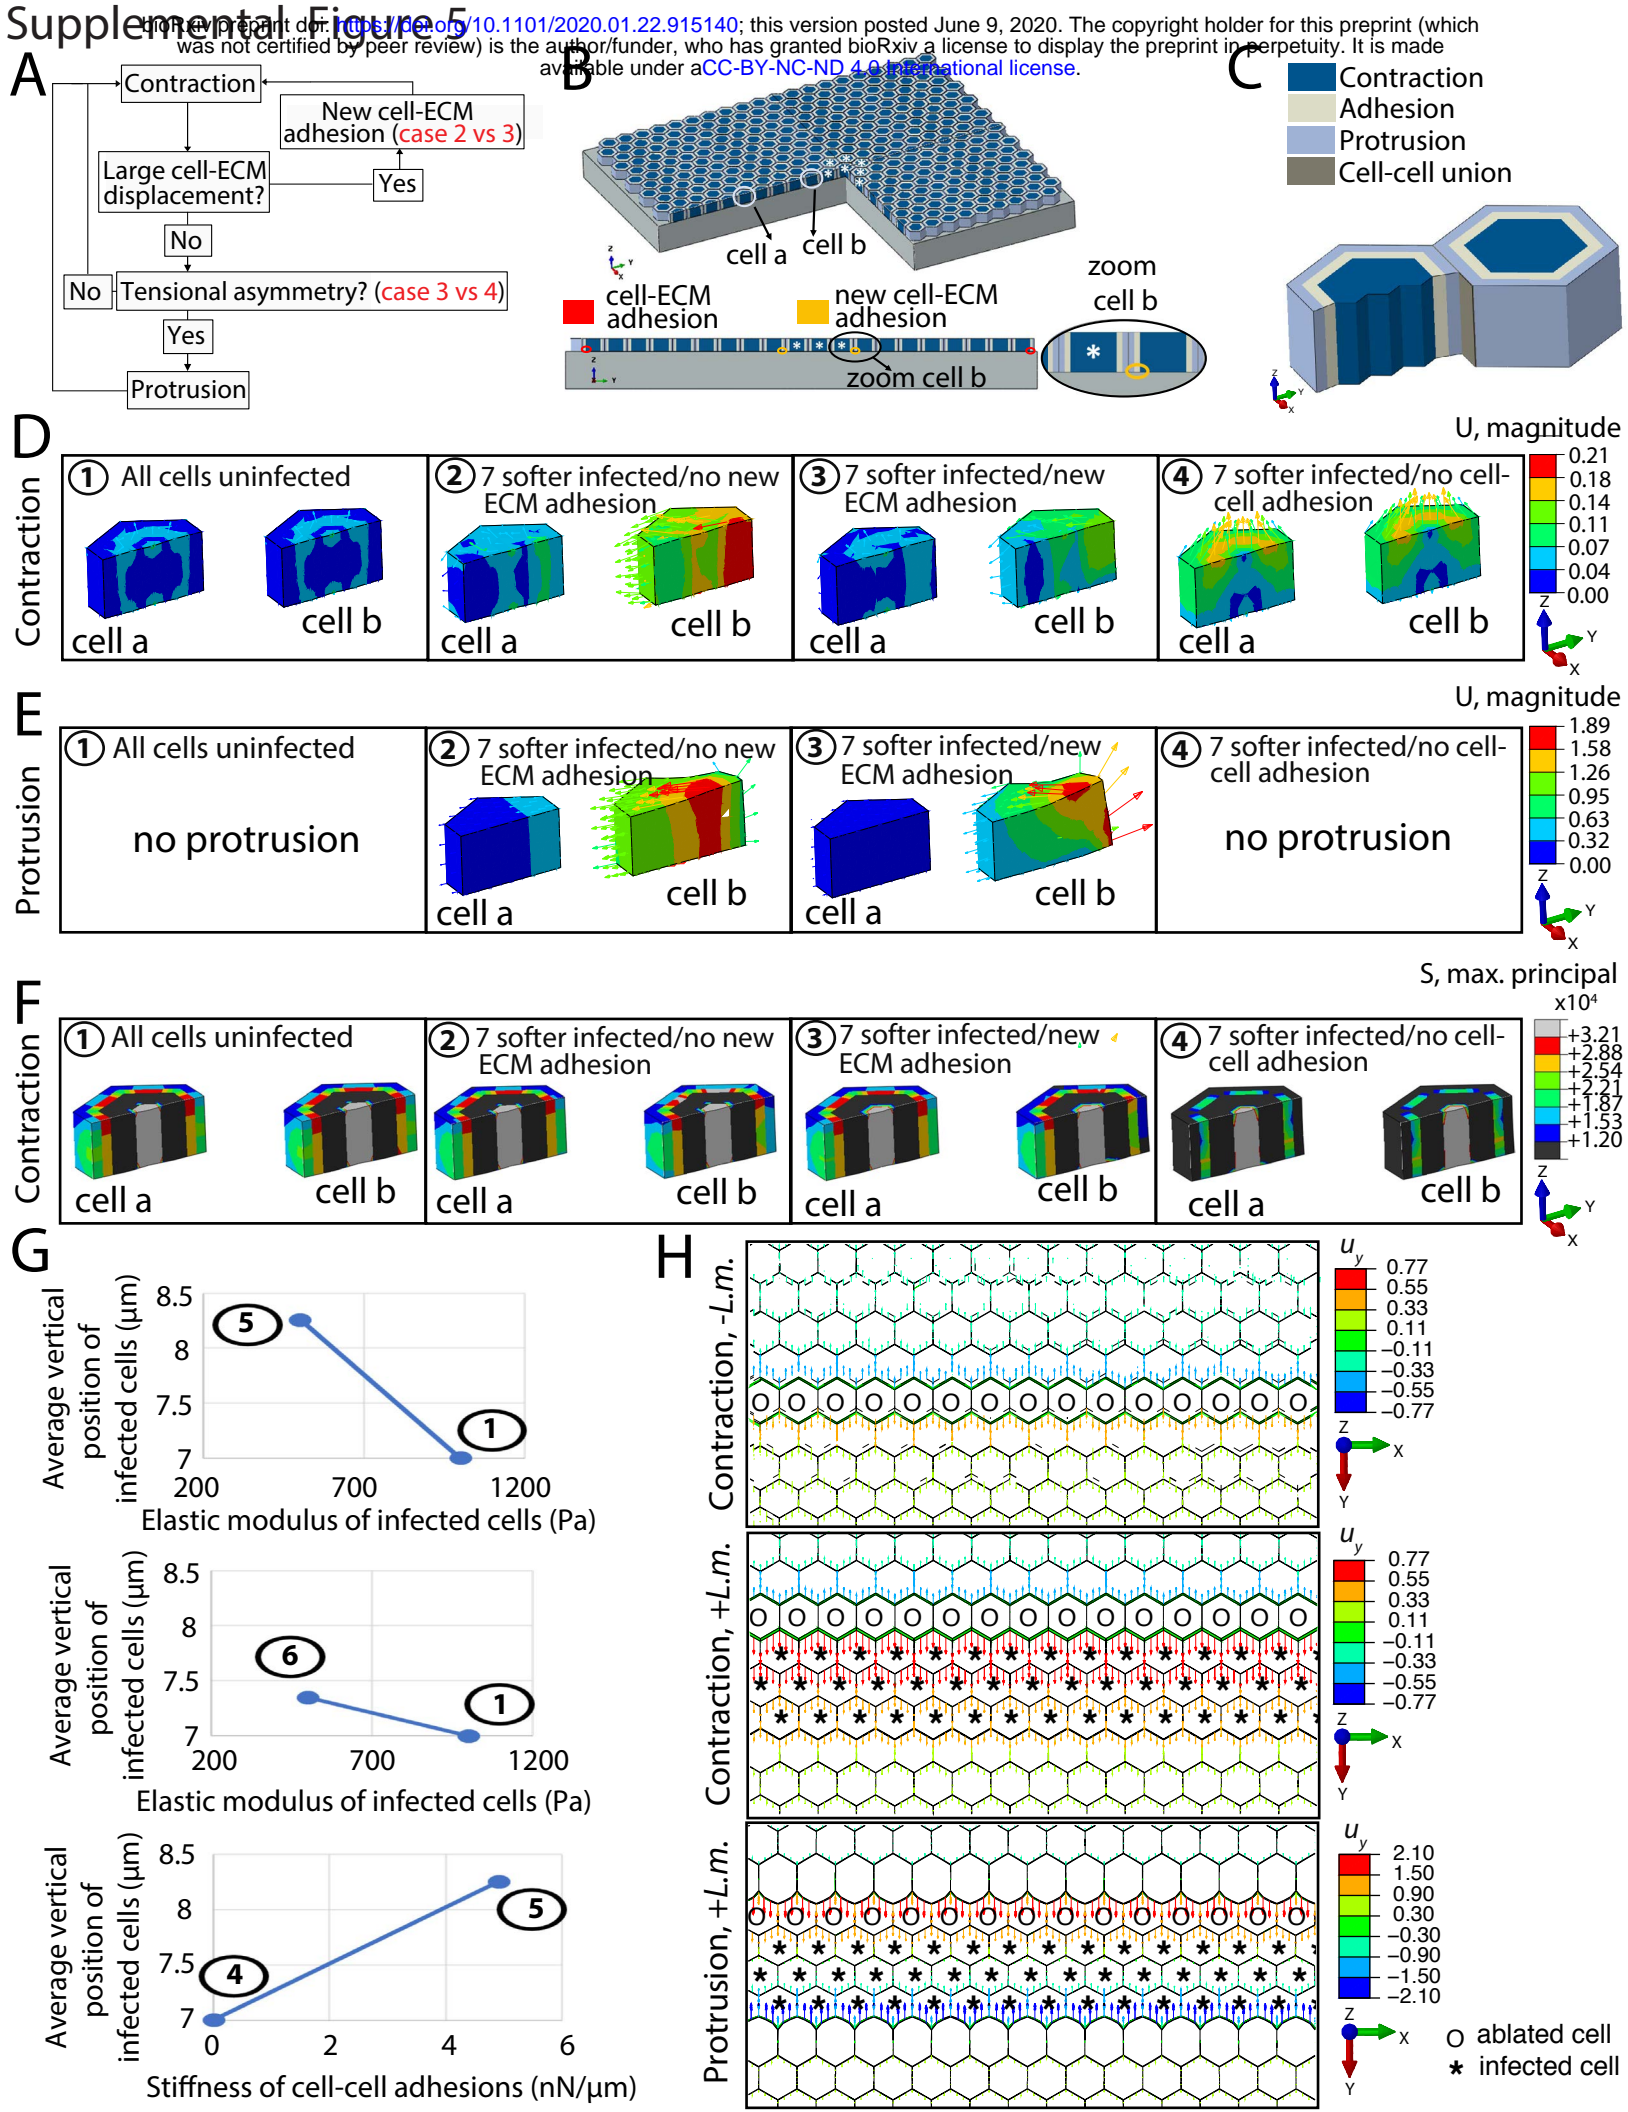 Supplemental Figure 5
bioRxiv preprint doi: https://doi.org/10.1101/2020.01.22.915140; this version posted June 9, 2020. The copyright holder for this preprint (which
was not certified by peer review) is the author/funder, who has granted bioRxiv a license to display the preprint in perpetuity. It is made
available under aCC-BY-NC-ND 4.0 International license.
A
Contraction
New cell-ECM
adhesion (case 2 vs 3)
Large cell-ECM
displacement?
Yes
No
No
Tensional asymmetry? (case 3 vs 4)
Yes
Protrusion
B
cell a
cell b
z
Y
X
cell-ECM
adhesion
new cell-ECM
adhesion
zoom
cell b
zoom cell b
z
Y
C
Contraction
Adhesion
Protrusion
Cell-cell union
Z
Y
X
D
Contraction
1 All cells uninfected
cell a
cell b
2 7 softer infected/no new
ECM adhesion
cell a
cell b
3 7 softer infected/new
ECM adhesion
cell a
cell b
4 7 softer infected/no cell-
cell adhesion
cell a
cell b
U, magnitude
0.21
0.18
0.14
0.11
0.07
0.04
0.00
Z
Y
X
E
Protrusion
1 All cells uninfected
no protrusion
2 7 softer infected/no new
ECM adhesion
cell a
cell b
3 7 softer infected/new
ECM adhesion
cell a
cell b
4 7 softer infected/no cell-
cell adhesion
no protrusion
U, magnitude
1.89
1.58
1.26
0.95
0.63
0.32
0.00
Z
Y
X
F
Contraction
1 All cells uninfected
cell a
cell b
2 7 softer infected/no new
ECM adhesion
cell a
cell b
3 7 softer infected/new
ECM adhesion
cell a
cell b
4 7 softer infected/no cell-
cell adhesion
cell a
cell b
S, max. principal
x10⁴
+3.21
+2.88
+2.54
+2.21
+1.87
+1.53
+1.20
Z
Y
X
G
Average vertical
position of
infected cells (µm)
8.5
8
7.5
7
5
1
200
700
1200
Elastic modulus of infected cells (Pa)
Average vertical
position of
infected cells (µm)
8.5
8
7.5
7
6
1
200
700
1200
Elastic modulus of infected cells (Pa)
Average vertical
position of
infected cells (µm)
8.5
8
7.5
7
4
5
0
2
4
6
Stiffness of cell-cell adhesions (nN/µm)
H
Contraction, -L.m.
O O O O O O O O O O O O O O O
u_y
0.77
0.55
0.33
0.11
−0.11
−0.33
−0.55
−0.77
Z
X
Y
Contraction, +L.m.
O O O O O O O O O O O O O O O
u_y
0.77
0.55
0.33
0.11
−0.11
−0.33
−0.55
−0.77
Z
X
Y
Protrusion, +L.m.
O O O O O O O O O O O O O O O
u_y
2.10
1.50
0.90
0.30
−0.30
−0.90
−1.50
−2.10
Z
X
Y
O ablated cell
* infected cell